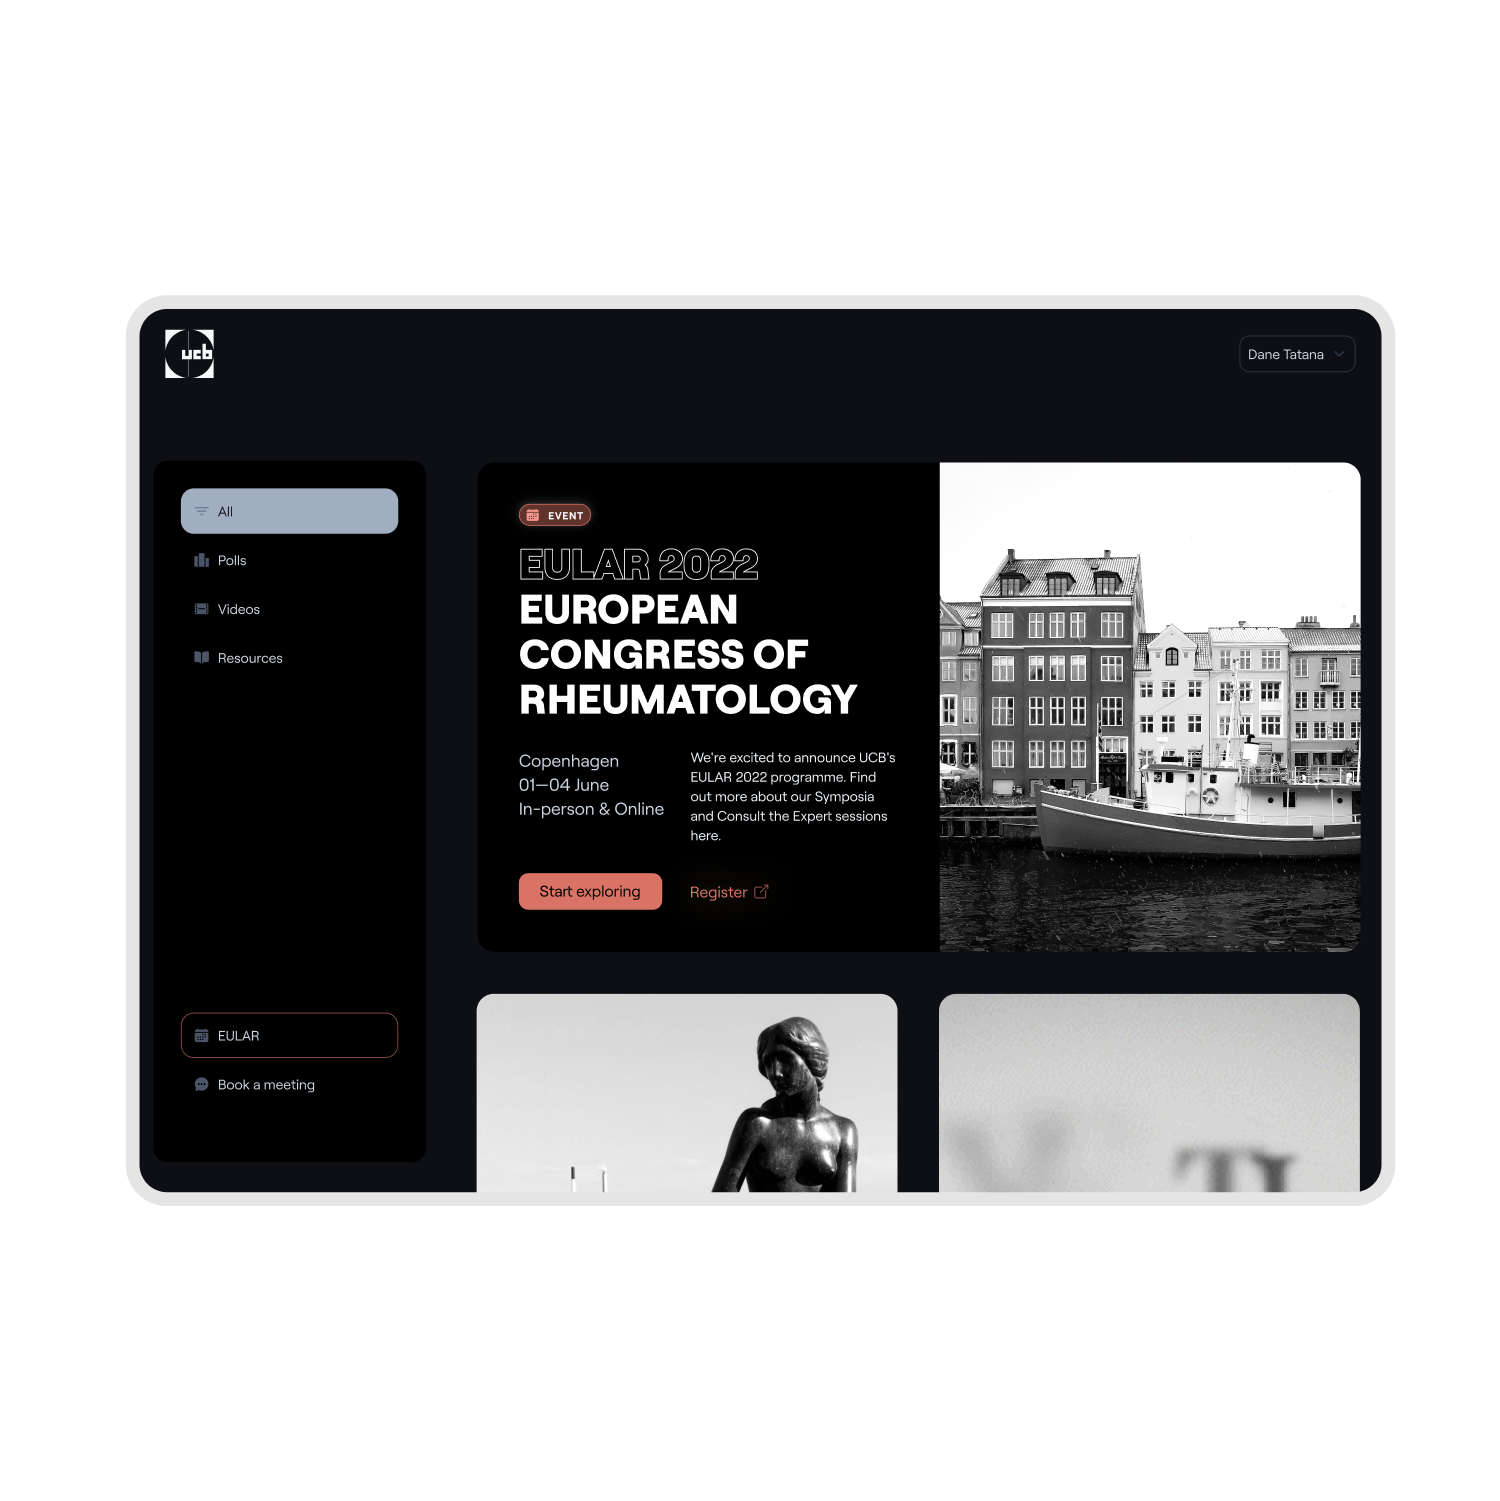 ucb
Dane Tatana
All
Polls
Videos
Resources
EULAR
Book a meeting
EVENT
EULAR 2022
EUROPEAN
CONGRESS OF
RHEUMATOLOGY
Copenhagen
01—04 June
In-person & Online
We're excited to announce UCB's
EULAR 2022 programme. Find
out more about our Symposia
and Consult the Expert sessions
here.
Start exploring
Register